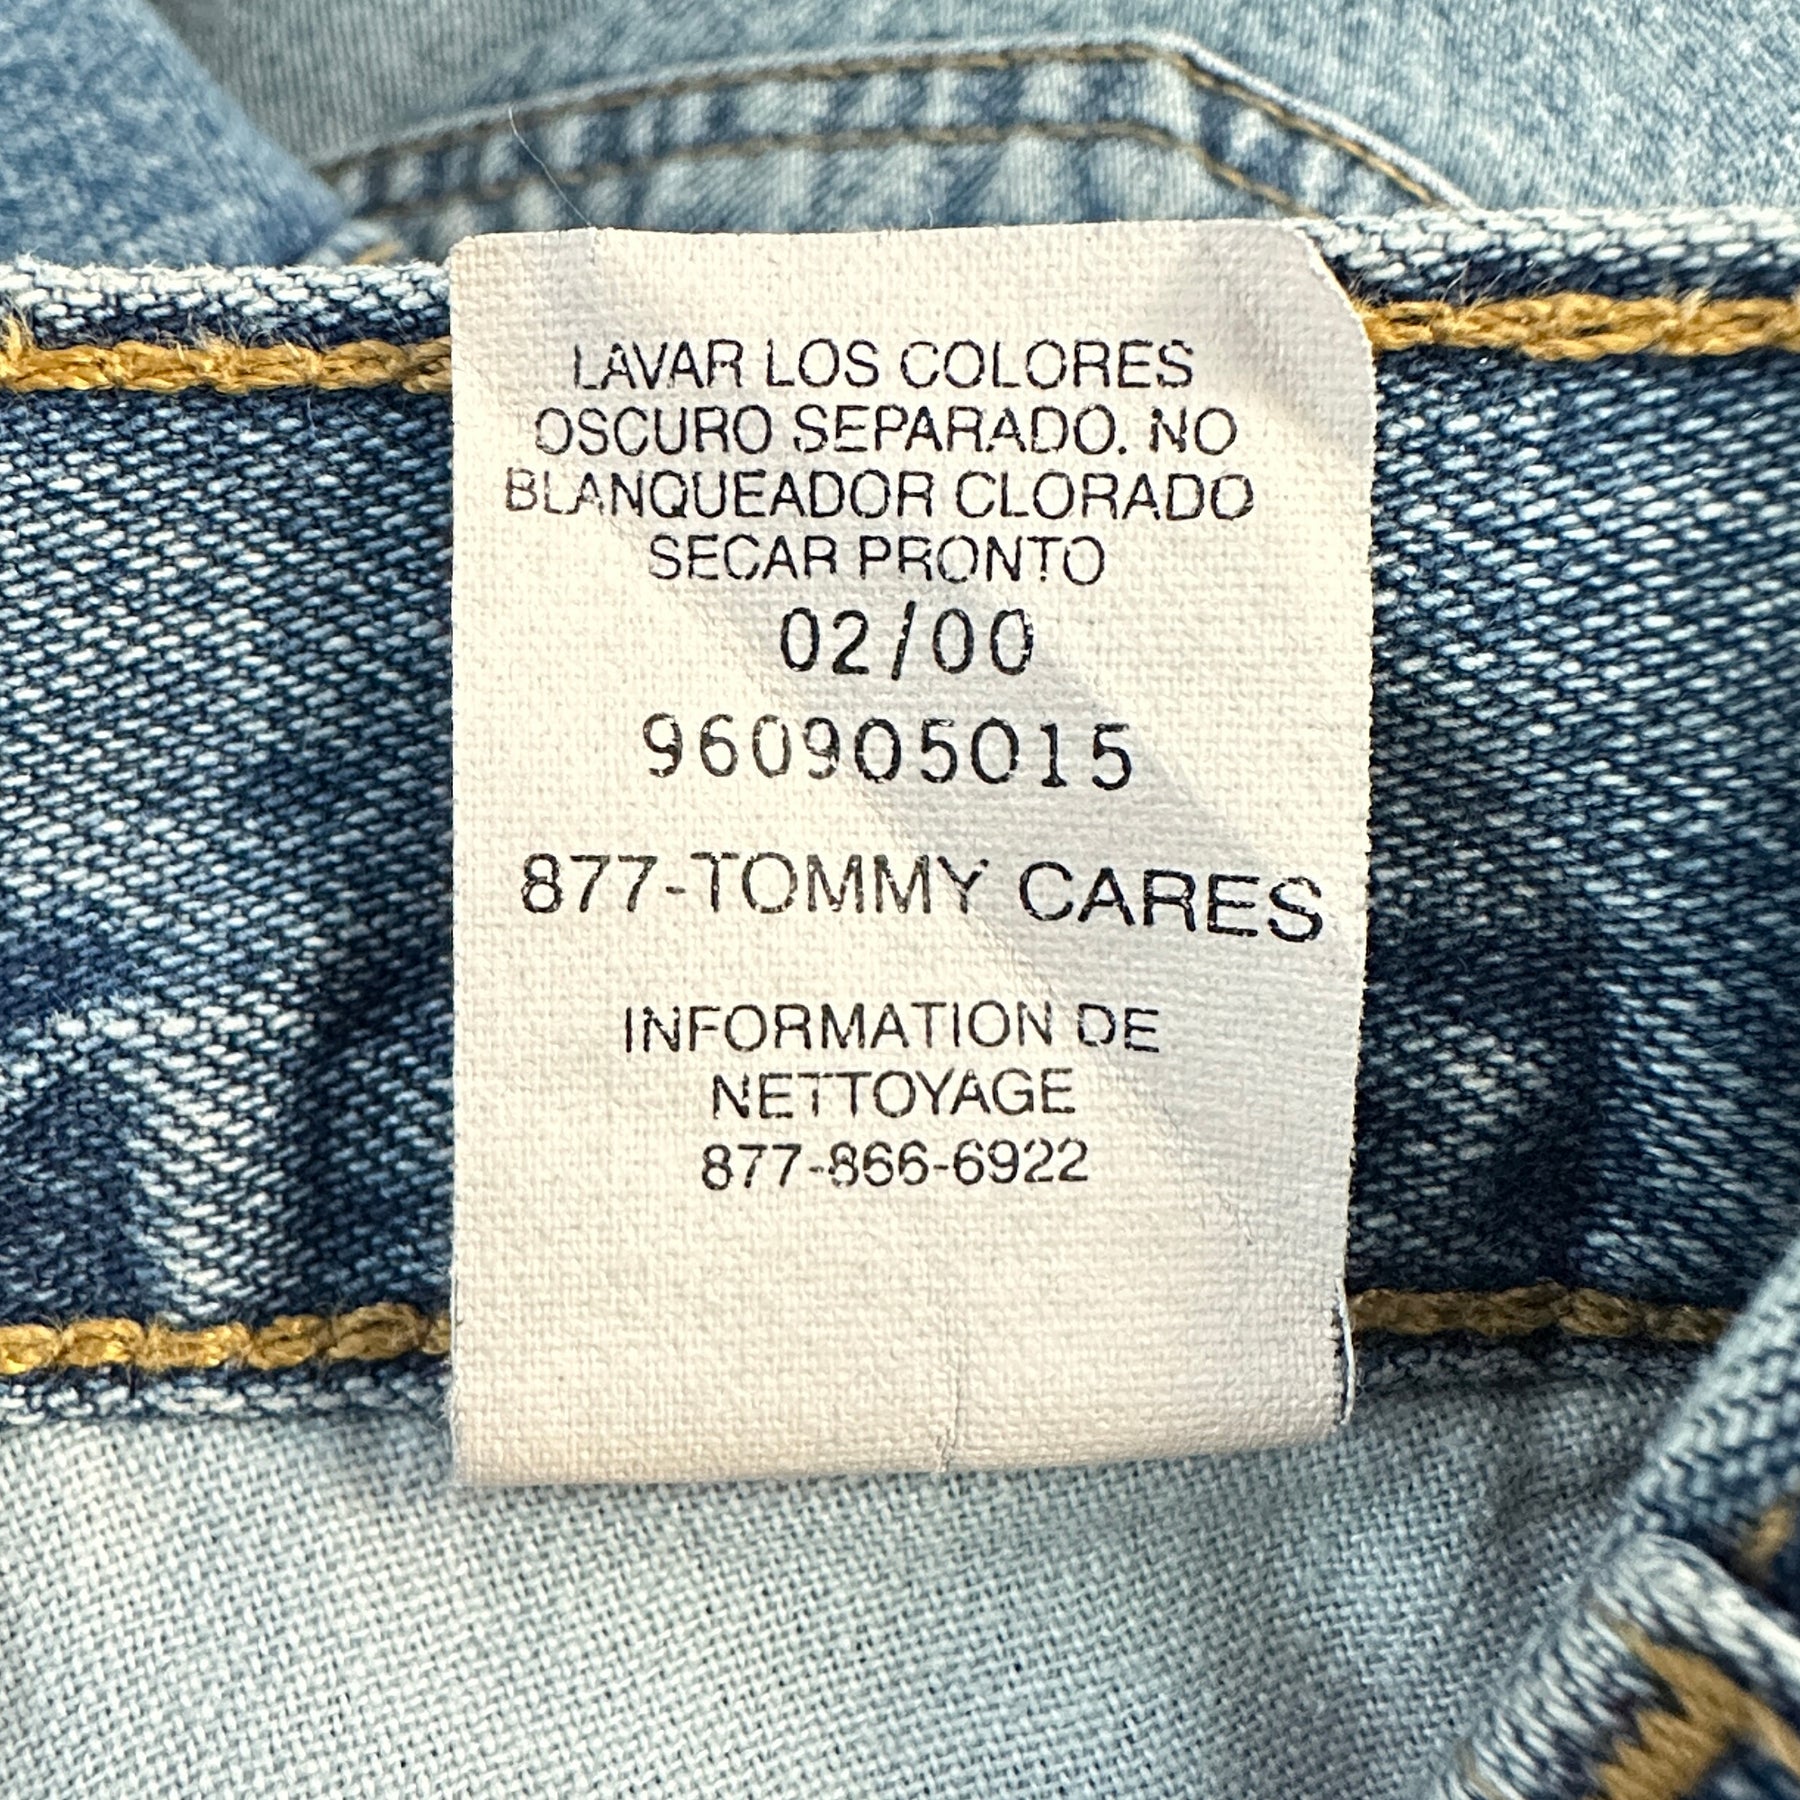 LAVAR LOS COLORES
OSCURO SEPARADO. NO
BLANQUEADOR CLORADO
SECAR PRONTO
02/00
960905015
877-TOMMY CARES
INFORMATION DE
NETTOYAGE
877-866-6922